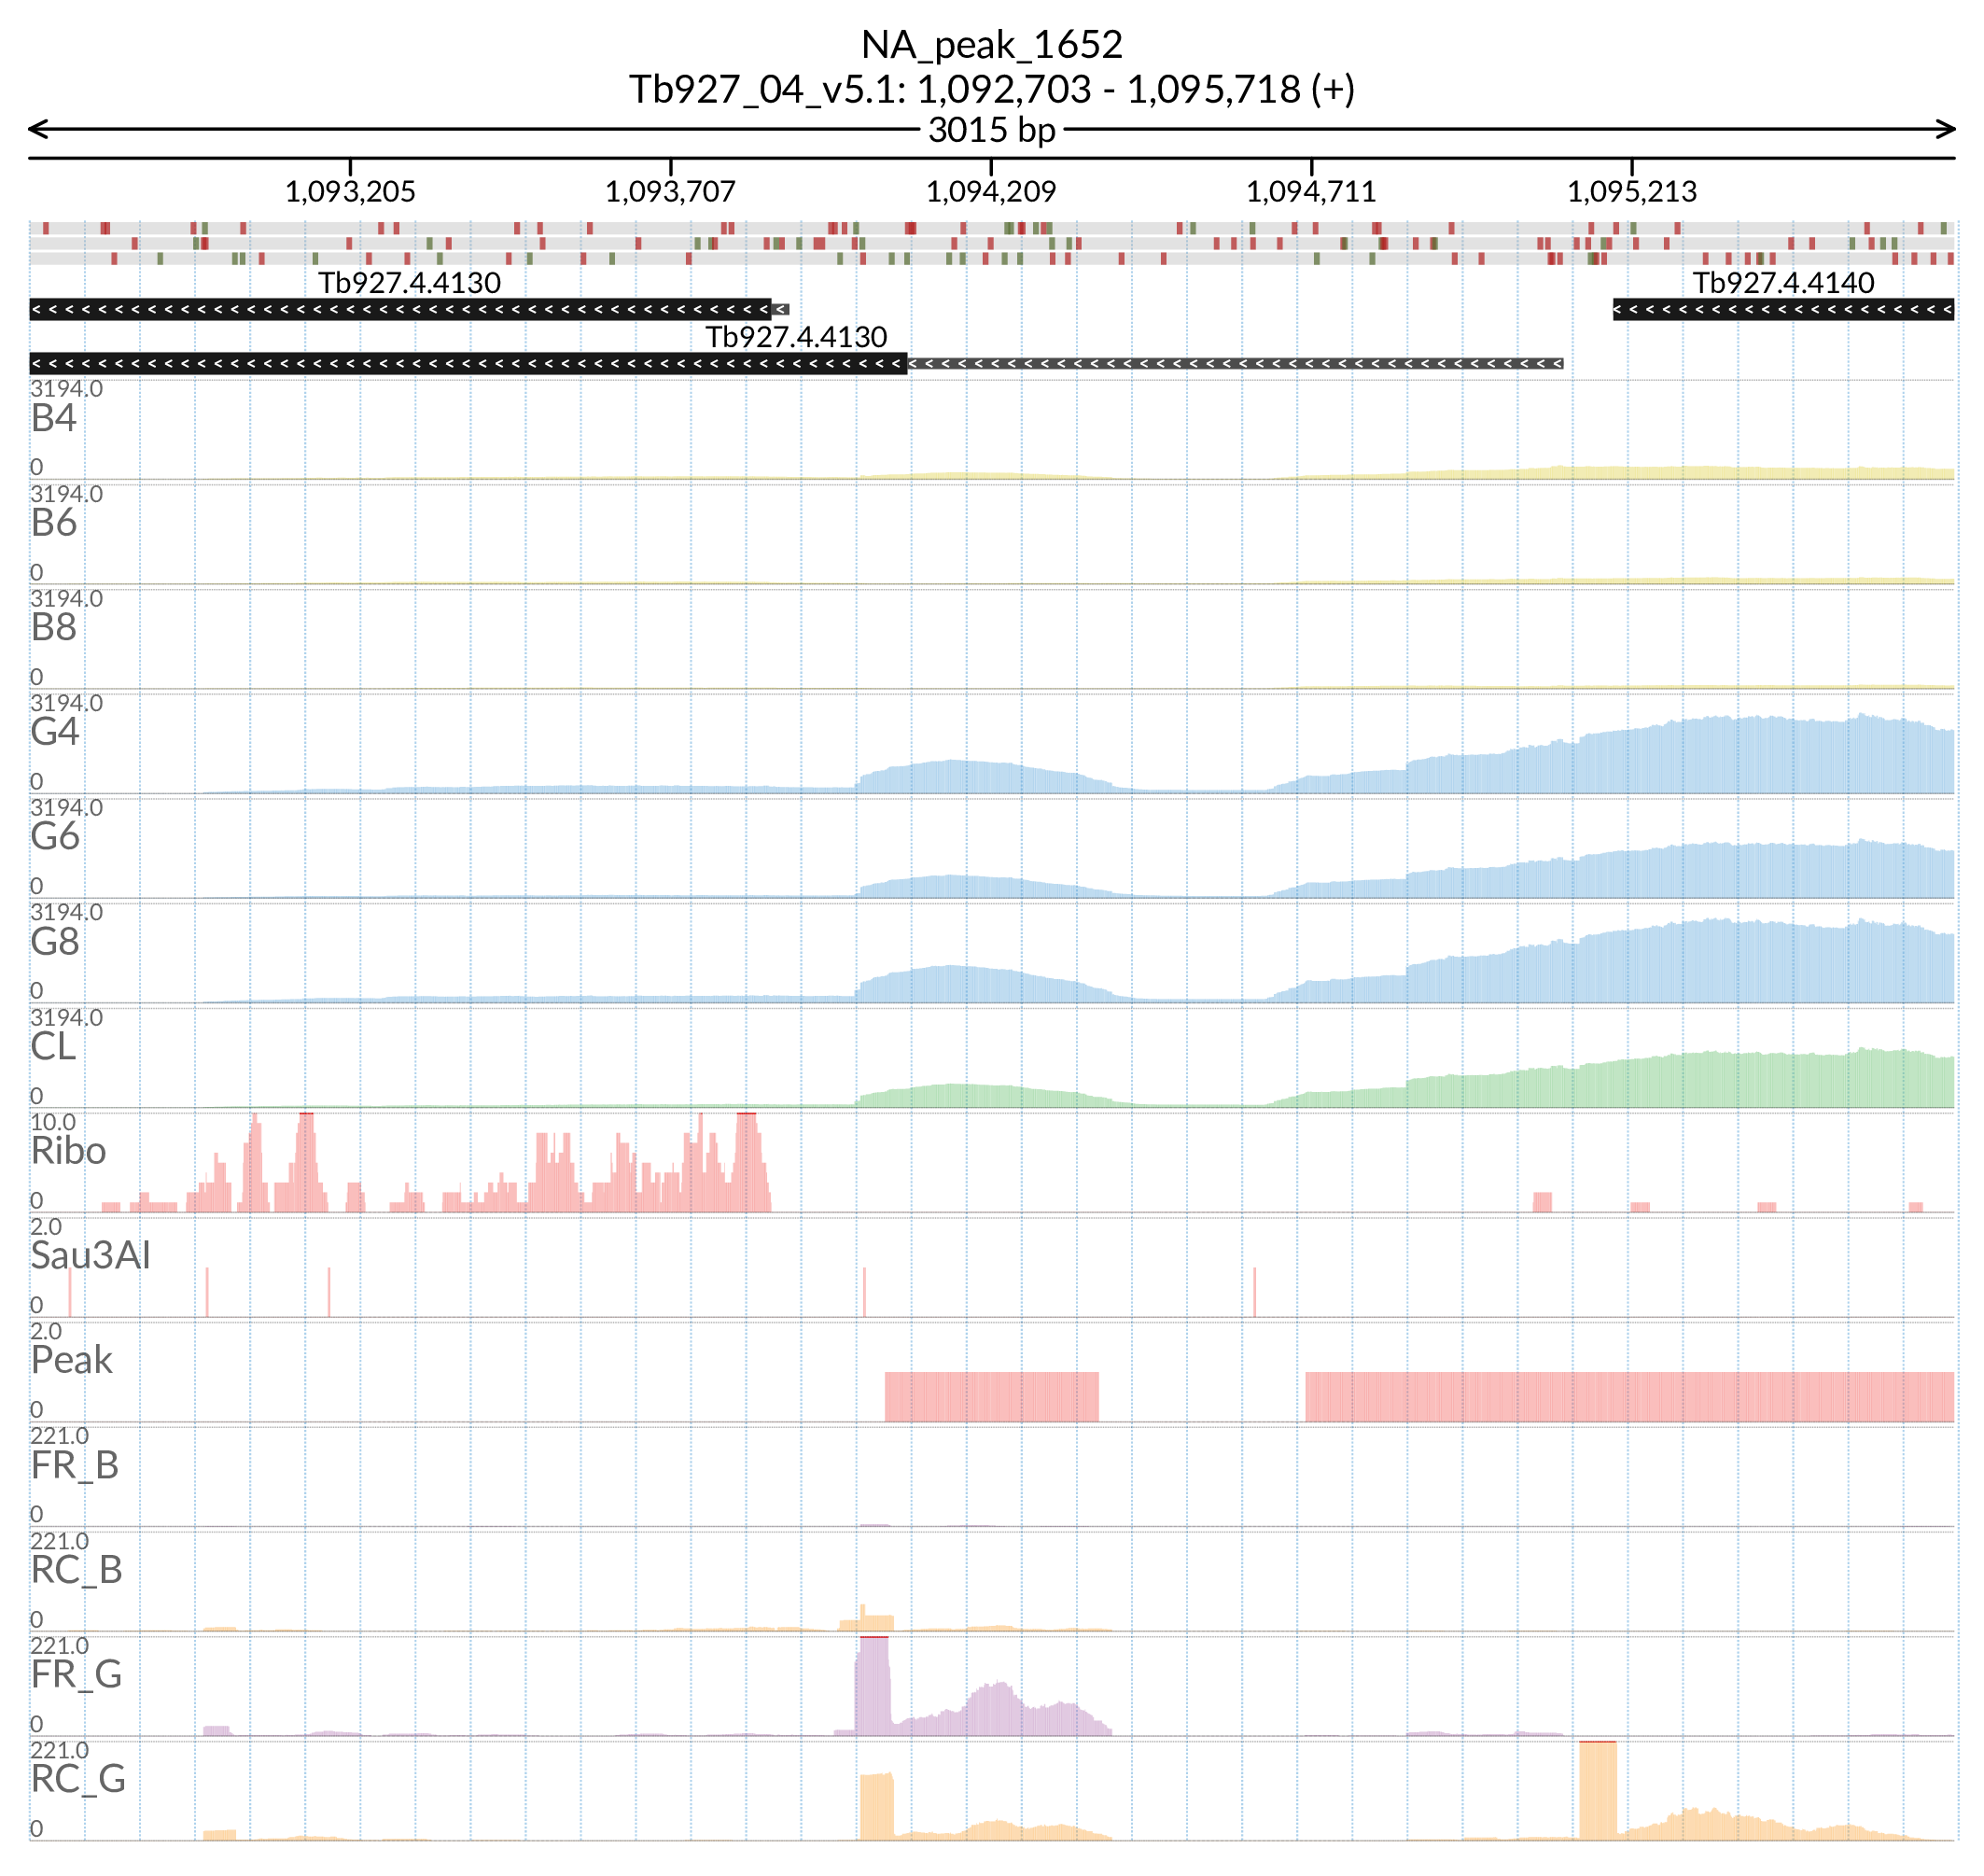 NA_peak_1652
Tb927_04_v5.1: 1,092,703 - 1,095,718 (+)
3015 bp
1,093,205 1,093,707 1,094,209 1,094,711 1,095,213
Tb927.4.4130 Tb927.4.4140
Tb927.4.4130
3194.0
B4
0
3194.0
B6
0
3194.0
B8
0
3194.0
G4
0
3194.0
G6
0
3194.0
G8
0
3194.0
CL
0
10.0
Ribo
0
2.0
Sau3AI
0
2.0
Peak
0
221.0
FR_B
0
221.0
RC_B
0
221.0
FR_G
0
221.0
RC_G
0